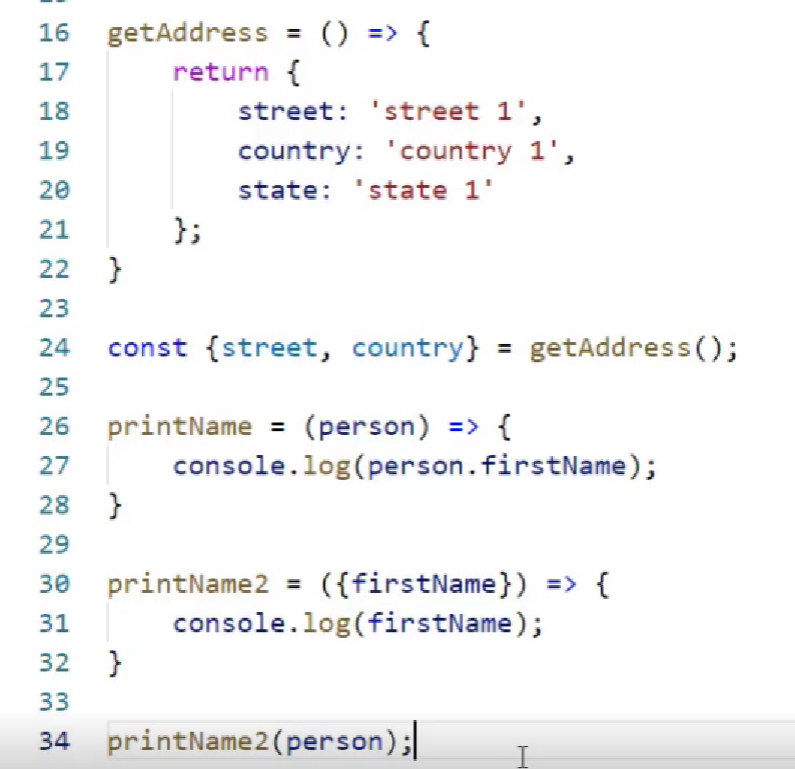 16 getAddress = () => {
17     return {
18         street: 'street 1',
19         country: 'country 1',
20         state: 'state 1'
21     };
22 }
23
24 const {street, country} = getAddress();
25
26 printName = (person) => {
27     console.log(person.firstName);
28 }
29
30 printName2 = ({firstName}) => {
31     console.log(firstName);
32 }
33
34 printName2(person);